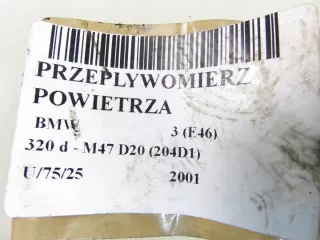 PRZEPLYWOMIERZ
POWIETRZA
BMW 3 (E46)
320 d - M47 D20 (204D1)
U/75/25 2001